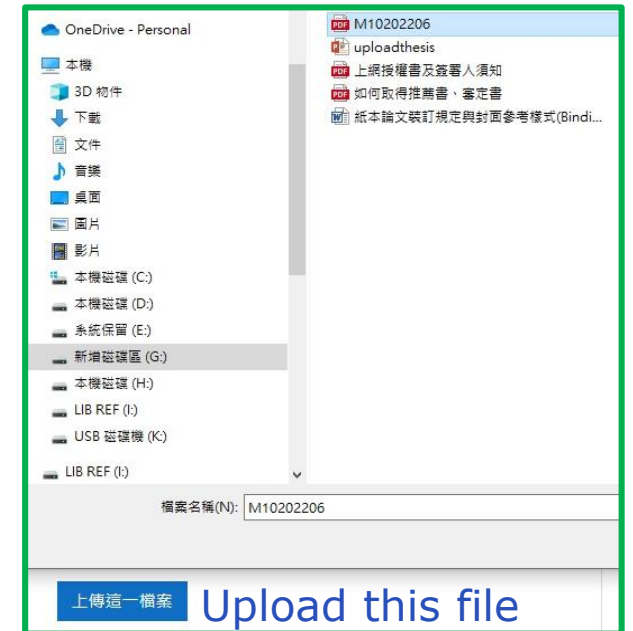 OneDrive - Personal
本機
3D 物件
下載
文件
音樂
桌面
圖片
影片
本機磁碟 (C:)
本機磁碟 (D:)
系統保留 (E:)
新增磁碟區 (G:)
本機磁碟 (H:)
LIB REF (I:)
USB 磁碟機 (K:)
LIB REF (I:)
M10202206
uploadthesis
上網授權書及簽署人須知
如何取得推薦書、審定書
紙本論文裝訂規定與封面參考樣式(Bindi...
檔案名稱(N): M10202206
上傳這一檔案 Upload this file